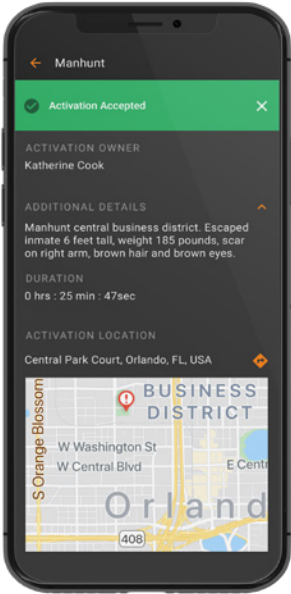 Manhunt
Activation Accepted
ACTIVATION OWNER
Katherine Cook
ADDITIONAL DETAILS
Manhunt central business district. Escaped
inmate 6 feet tall, weight 185 pounds, scar
on right arm, brown hair and brown eyes.
DURATION
0 hrs : 25 min : 47sec
ACTIVATION LOCATION
Central Park Court, Orlando, FL, USA
BUSINESS
DISTRICT
S Orange Blossom
W Washington St
W Central Blvd
E Centr
Orland
408